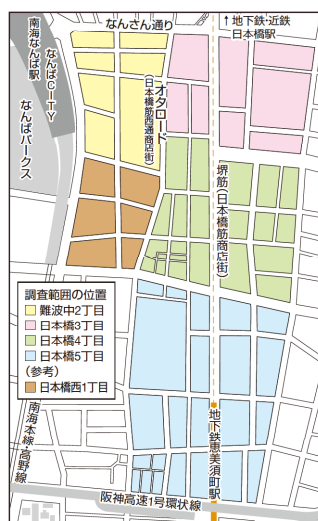 なんさん通り
↑地下鉄・近鉄
日本橋駅
南海なんば駅
なんばCITY
なんばパークス
オタロード
(日本橋筋西通商店街)
堺筋(日本橋筋商店街)
調査範囲の位置
難波中2丁目
日本橋3丁目
日本橋4丁目
日本橋5丁目
(参考)
日本橋西1丁目
南海本線・高野線
地下鉄恵美須町駅
阪神高速1号環状線